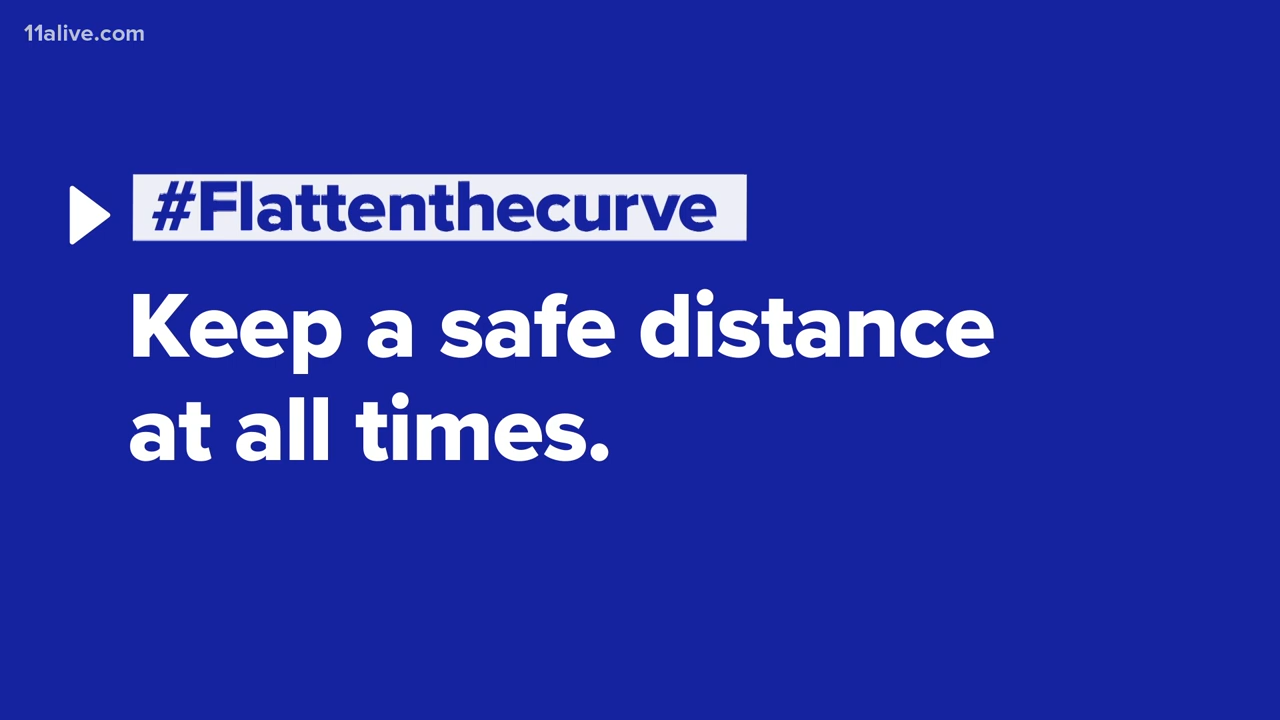 11alive.com
#Flattenthecurve
Keep a safe distance
at all times.